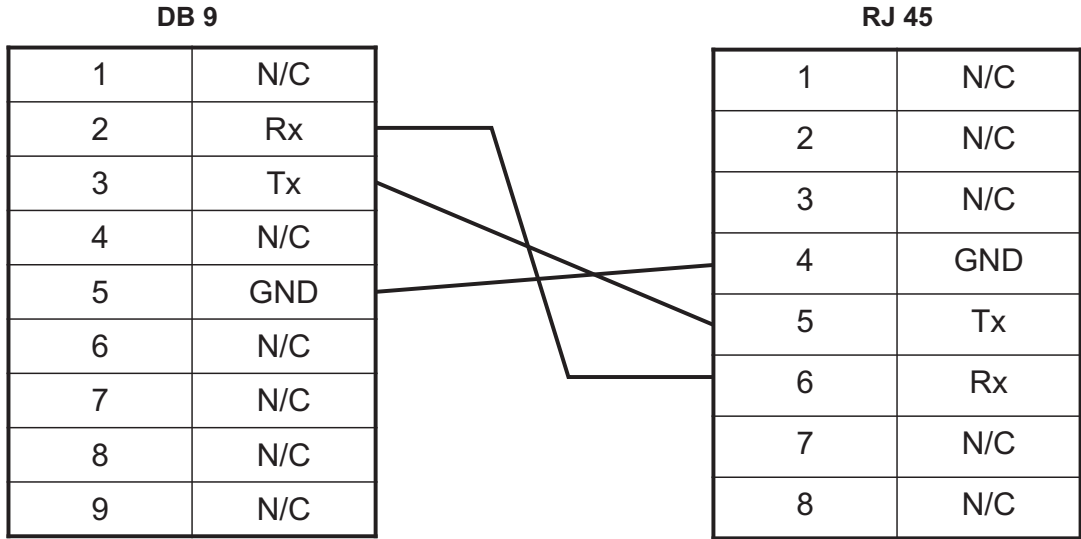 DB 9
1 N/C
2 Rx
3 Tx
4 N/C
5 GND
6 N/C
7 N/C
8 N/C
9 N/C
RJ 45
1 N/C
2 N/C
3 N/C
4 GND
5 Tx
6 Rx
7 N/C
8 N/C